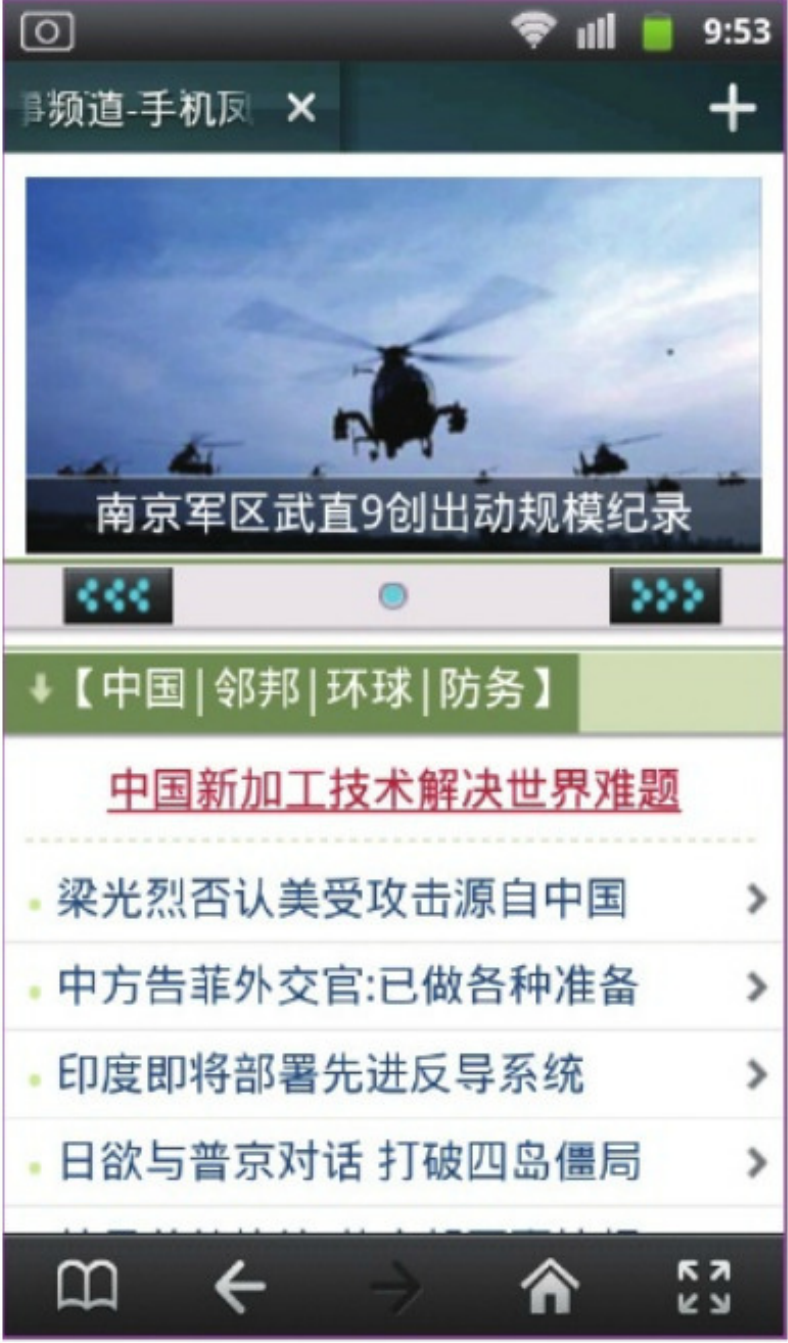 9:53
频道-手机凤
南京军区武直9创出动规模纪录
【中国|邻邦|环球|防务】
中国新加工技术解决世界难题
梁光烈否认美受攻击源自中国
中方告菲外交官:已做各种准备
印度即将部署先进反导系统
日欲与普京对话 打破四岛僵局